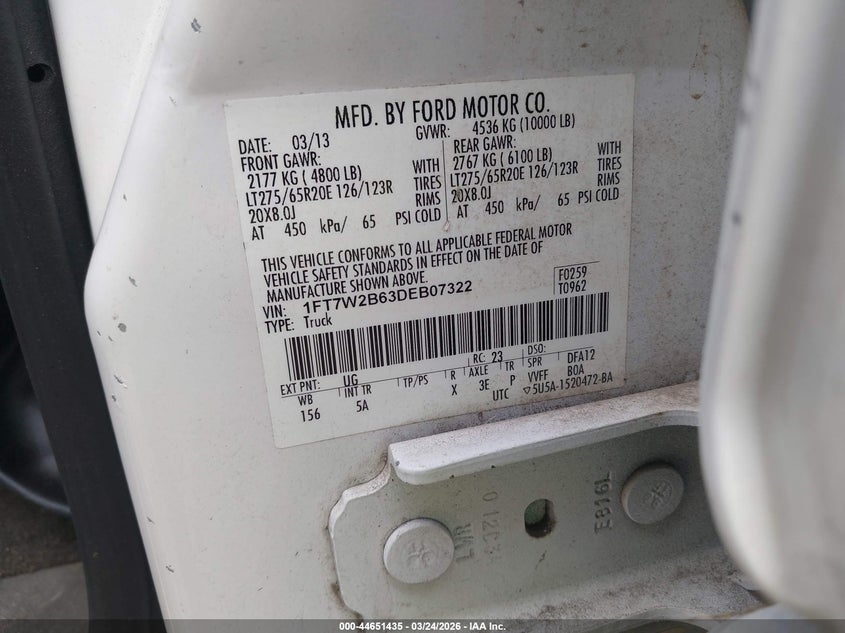 MFD. BY FORD MOTOR CO.
DATE: 03/13 GVWR: 4536 KG (10000 LB)
FRONT GAWR: REAR GAWR:
2177 KG ( 4800 LB) WITH 2767 KG ( 6100 LB) WITH
LT275/65R20E 126/123R TIRES LT275/65R20E 126/123R TIRES
20X8.0J RIMS 20X8.0J RIMS
AT 450 kPa/ 65 PSI COLD AT 450 kPa/ 65 PSI COLD
THIS VEHICLE CONFORMS TO ALL APPLICABLE FEDERAL MOTOR
VEHICLE SAFETY STANDARDS IN EFFECT ON THE DATE OF
MANUFACTURE SHOWN ABOVE.
VIN: 1FT7W2B63DEB07322
TYPE: Truck
F0259
T0962
EXT PNT: UG RC: 23 DSO:
WB INT TR TP/PS R AXLE TR SPR DFA12
156 5A X 3E P VVFF BOA
UTC ▽5U5A-1520472-BA
E816L
000-44651435 - 03/24/2026 - IAA Inc.